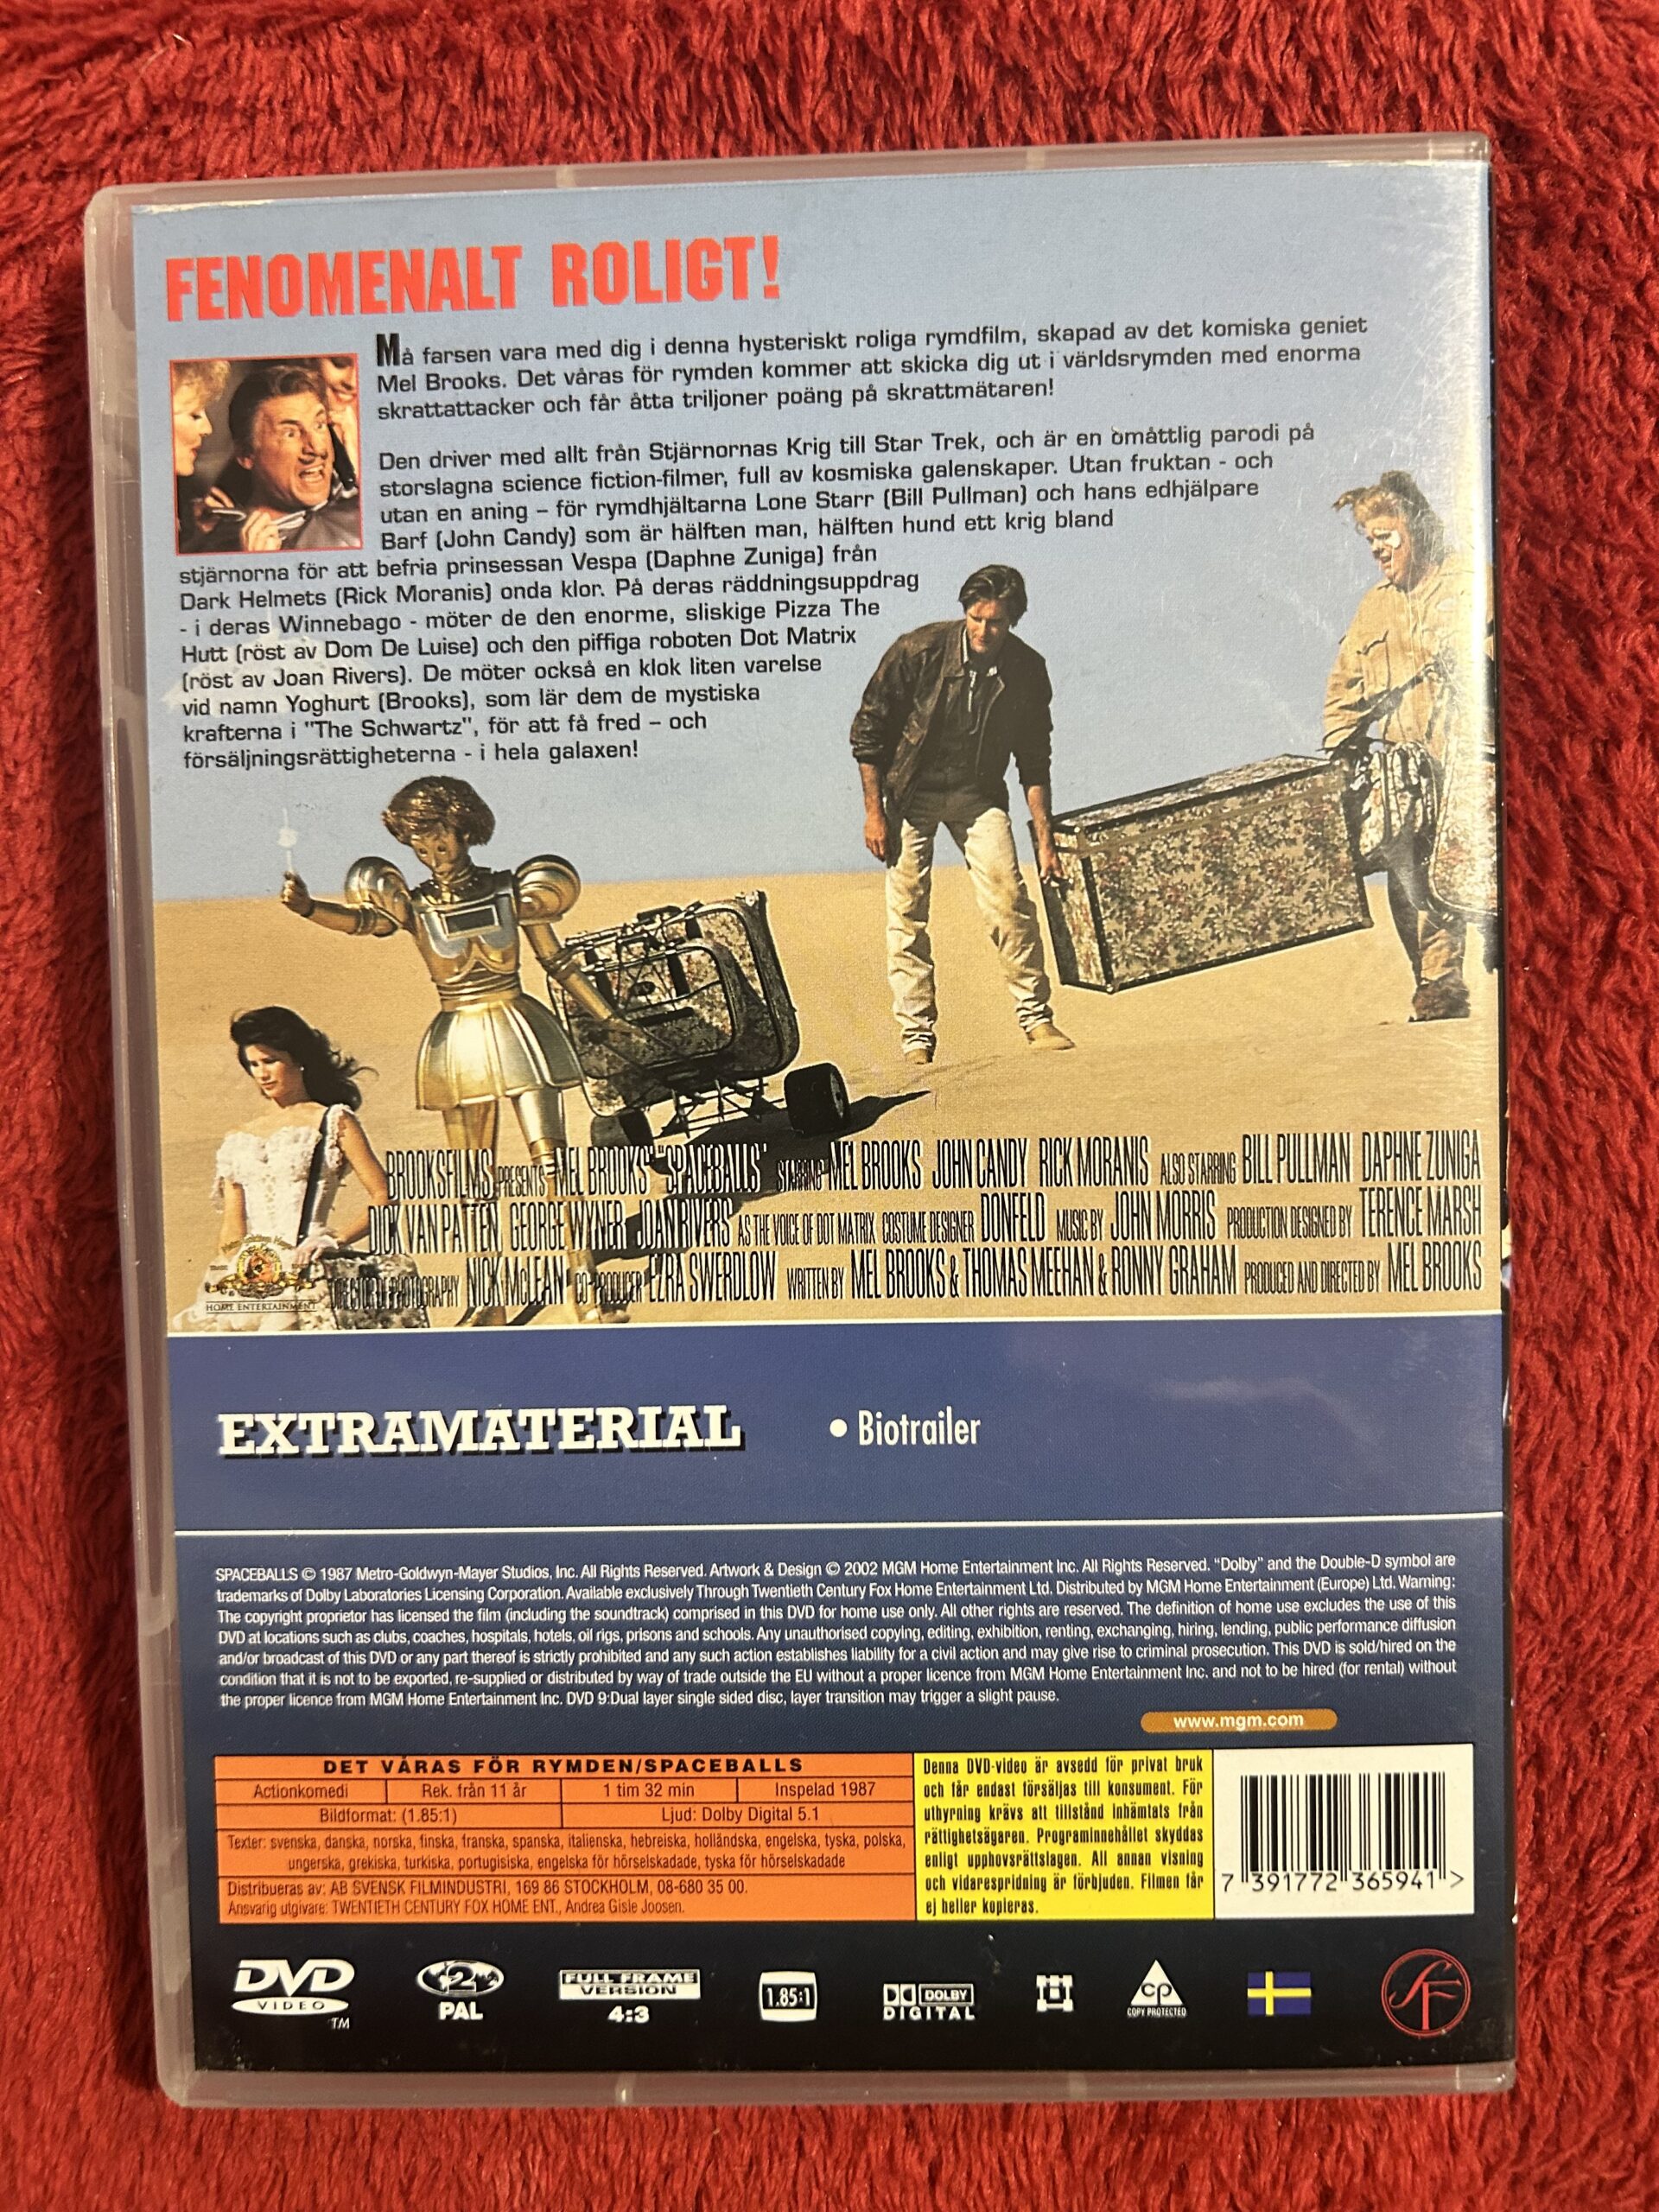 FENOMENALT ROLIGT!
Må farsen vara med dig i denna hysteriskt roliga rymdfilm, skapad av det komiska geniet
Mel Brooks. Det våras för rymden kommer att skicka dig ut i världsrymden med enorma
skrattattacker och får åtta triljoner poäng på skrattmätaren!
Den driver med allt från Stjärnornas Krig till Star Trek, och är en omåttlig parodi på
storslagna science fiction-filmer, full av kosmiska galenskaper. Utan fruktan - och
utan en aning – för rymdhjältarna Lone Starr (Bill Pullman) och hans edhjälpare
Barf (John Candy) som är hälften man, hälften hund ett krig bland
stjärnorna för att befria prinsessan Vespa (Daphne Zuniga) från
Dark Helmets (Rick Moranis) onda klor. På deras räddningsuppdrag
- i deras Winnebago - möter de den enorme, sliskige Pizza The
Hutt (röst av Dom De Luise) och den piffiga roboten Dot Matrix
(röst av Joan Rivers). De möter också en klok liten varelse
vid namn Yoghurt (Brooks), som lär dem de mystiska
krafterna i "The Schwartz", för att få fred – och
försäljningsrättigheterna - i hela galaxen!
BROOKSFILMS PRESENTS MEL BROOKS' "SPACEBALLS" STARRING MEL BROOKS JOHN CANDY RICK MORANIS ALSO STARRING BILL PULLMAN DAPHNE ZUNIGA
DICK VAN PATTEN GEORGE WYNER JOAN RIVERS AS THE VOICE OF DOT MATRIX COSTUME DESIGNER DONFELD MUSIC BY JOHN MORRIS PRODUCTION DESIGNED BY TERENCE MARSH
DIRECTOR OF PHOTOGRAPHY NICK McLEAN CO-PRODUCER EZRA SWERDLOW WRITTEN BY MEL BROOKS & THOMAS MEEHAN & RONNY GRAHAM PRODUCED AND DIRECTED BY MEL BROOKS
Metro Goldwyn Mayer
HOME ENTERTAINMENT
EXTRAMATERIAL
• Biotrailer
SPACEBALLS © 1987 Metro-Goldwyn-Mayer Studios, Inc. All Rights Reserved. Artwork & Design © 2002 MGM Home Entertainment Inc. All Rights Reserved. "Dolby" and the Double-D symbol are
trademarks of Dolby Laboratories Licensing Corporation. Available exclusively Through Twentieth Century Fox Home Entertainment Ltd. Distributed by MGM Home Entertainment (Europe) Ltd. Warning:
The copyright proprietor has licensed the film (including the soundtrack) comprised in this DVD for home use only. All other rights are reserved. The definition of home use excludes the use of this
DVD at locations such as clubs, coaches, hospitals, hotels, oil rigs, prisons and schools. Any unauthorised copying, editing, exhibition, renting, exchanging, hiring, lending, public performance diffusion
and/or broadcast of this DVD or any part thereof is strictly prohibited and any such action establishes liability for a civil action and may give rise to criminal prosecution. This DVD is sold/hired on the
condition that it is not to be exported, re-supplied or distributed by way of trade outside the EU without a proper licence from MGM Home Entertainment Inc. and not to be hired (for rental) without
the proper licence from MGM Home Entertainment Inc. DVD 9:Dual layer single sided disc, layer transition may trigger a slight pause.
www.mgm.com
DET VÅRAS FÖR RYMDEN/SPACEBALLS
Actionkomedi Rek. från 11 år 1 tim 32 min Inspelad 1987
Bildformat: (1.85:1) Ljud: Dolby Digital 5.1
Texter: svenska, danska, norska, finska, franska, spanska, italienska, hebreiska, holländska, engelska, tyska, polska,
ungerska, grekiska, turkiska, portugisiska, engelska för hörselskadade, tyska för hörselskadade
Distribueras av: AB SVENSK FILMINDUSTRI, 169 86 STOCKHOLM, 08-680 35 00.
Ansvarig utgivare: TWENTIETH CENTURY FOX HOME ENT., Andrea Gisle Joosen.
Denna DVD-video är avsedd för privat bruk
och får endast försäljas till konsument. För
uthyrning krävs att tillstånd inhämtats från
rättighetsägaren. Programinnehållet skyddas
enligt upphovsrättslagen. All annan visning
och vidarespridning är förbjuden. Filmen får
ej heller kopieras.
7 391772 365941 >
DVD
VIDEO
TM
2
PAL
FULL FRAME
VERSION
4:3
1.85:1
DOLBY
DIGITAL
CP
COPY PROTECTED
SF